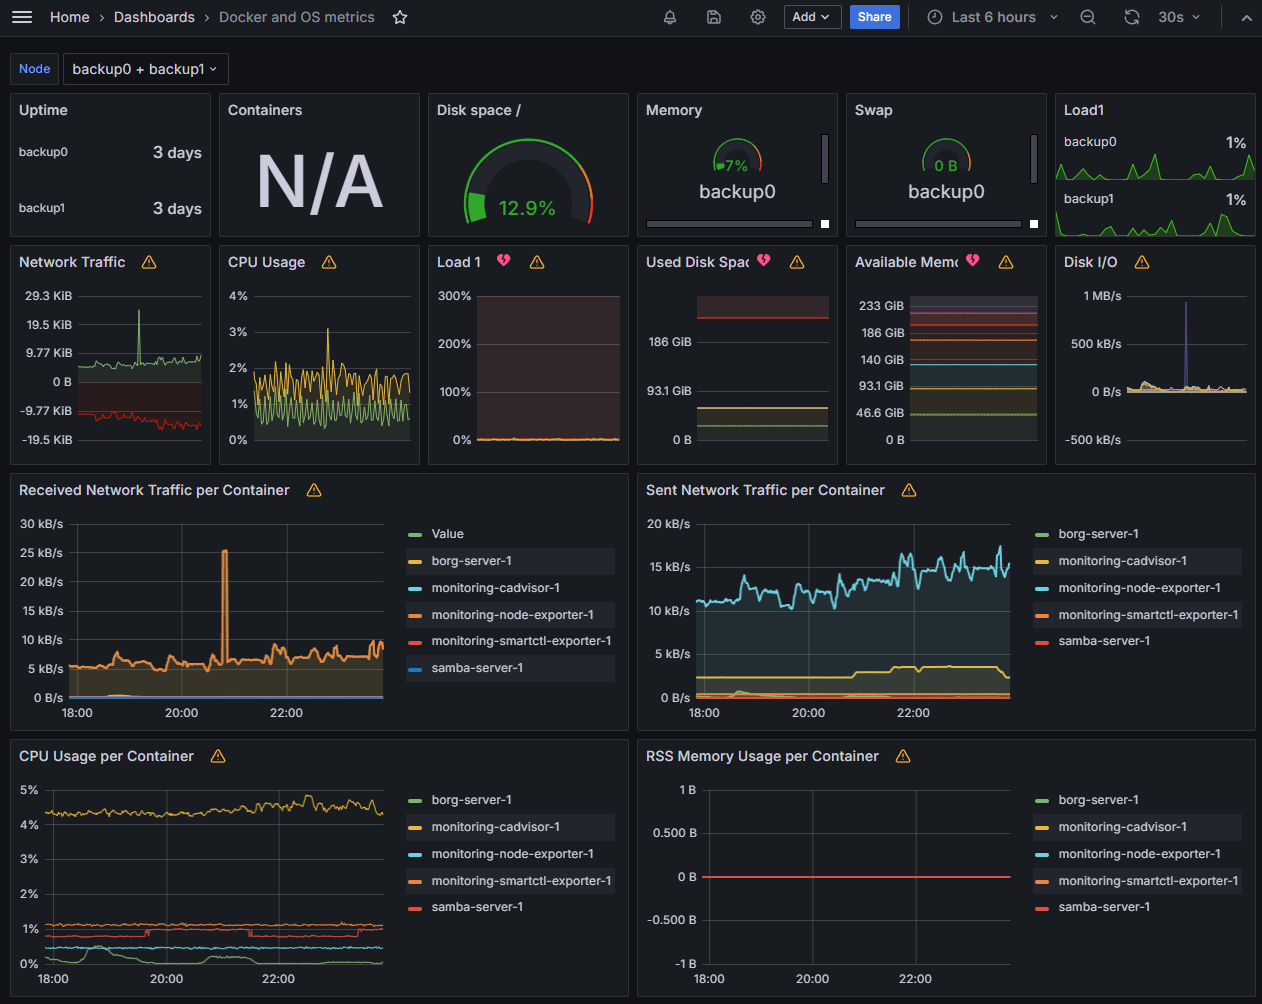 Home › Dashboards › Docker and OS metrics
Add
Share
Last 6 hours
30s
Node
backup0 + backup1
Uptime
backup0 3 days
backup1 3 days
Containers
N/A
Disk space /
12.9%
Memory
7%
backup0
Swap
0 B
backup0
Load1
backup0 1%
backup1 1%
Network Traffic
29.3 KiB
19.5 KiB
9.77 KiB
0 B
-9.77 KiB
-19.5 KiB
CPU Usage
4%
3%
2%
1%
0%
Load 1
300%
200%
100%
0%
Used Disk Spac
186 GiB
93.1 GiB
0 B
Available Memo
233 GiB
186 GiB
140 GiB
93.1 GiB
46.6 GiB
0 B
Disk I/O
1 MB/s
500 kB/s
0 B/s
-500 kB/s
Received Network Traffic per Container
30 kB/s
25 kB/s
20 kB/s
15 kB/s
10 kB/s
5 kB/s
0 B/s
18:00 20:00 22:00
Value
borg-server-1
monitoring-cadvisor-1
monitoring-node-exporter-1
monitoring-smartctl-exporter-1
samba-server-1
Sent Network Traffic per Container
20 kB/s
15 kB/s
10 kB/s
5 kB/s
0 B/s
18:00 20:00 22:00
borg-server-1
monitoring-cadvisor-1
monitoring-node-exporter-1
monitoring-smartctl-exporter-1
samba-server-1
CPU Usage per Container
5%
4%
3%
2%
1%
0%
18:00 20:00 22:00
borg-server-1
monitoring-cadvisor-1
monitoring-node-exporter-1
monitoring-smartctl-exporter-1
samba-server-1
RSS Memory Usage per Container
1 B
0.500 B
0 B
-0.500 B
-1 B
18:00 20:00 22:00
borg-server-1
monitoring-cadvisor-1
monitoring-node-exporter-1
monitoring-smartctl-exporter-1
samba-server-1